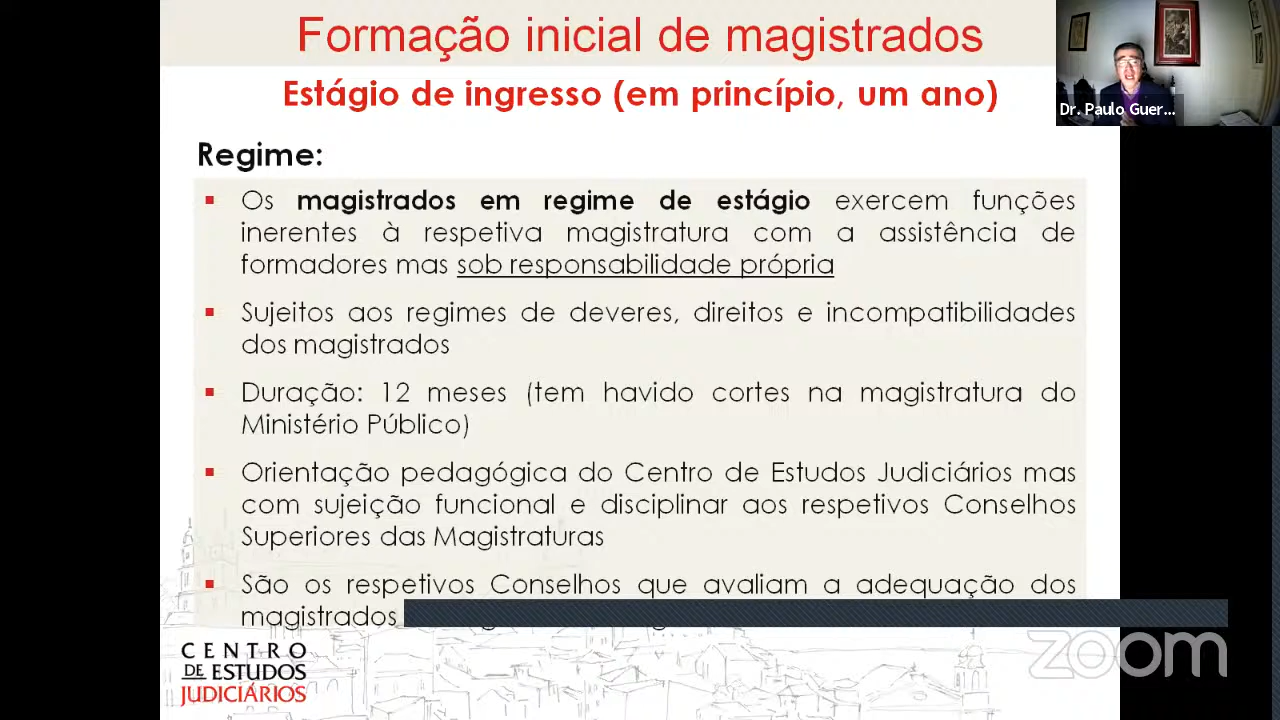 Formação inicial de magistrados
Estágio de ingresso (em princípio, um ano)
Dr. Paulo Guer...
Regime:
Os magistrados em regime de estágio exercem funções
inerentes à respetiva magistratura com a assistência de
formadores mas sob responsabilidade própria
Sujeitos aos regimes de deveres, direitos e incompatibilidades
dos magistrados
Duração: 12 meses (tem havido cortes na magistratura do
Ministério Público)
Orientação pedagógica do Centro de Estudos Judiciários mas
com sujeição funcional e disciplinar aos respetivos Conselhos
Superiores das Magistraturas
São os respetivos Conselhos que avaliam a adequação dos
magistrados
CENTRO
DE ESTUDOS
JUDICIÁRIOS
zoom